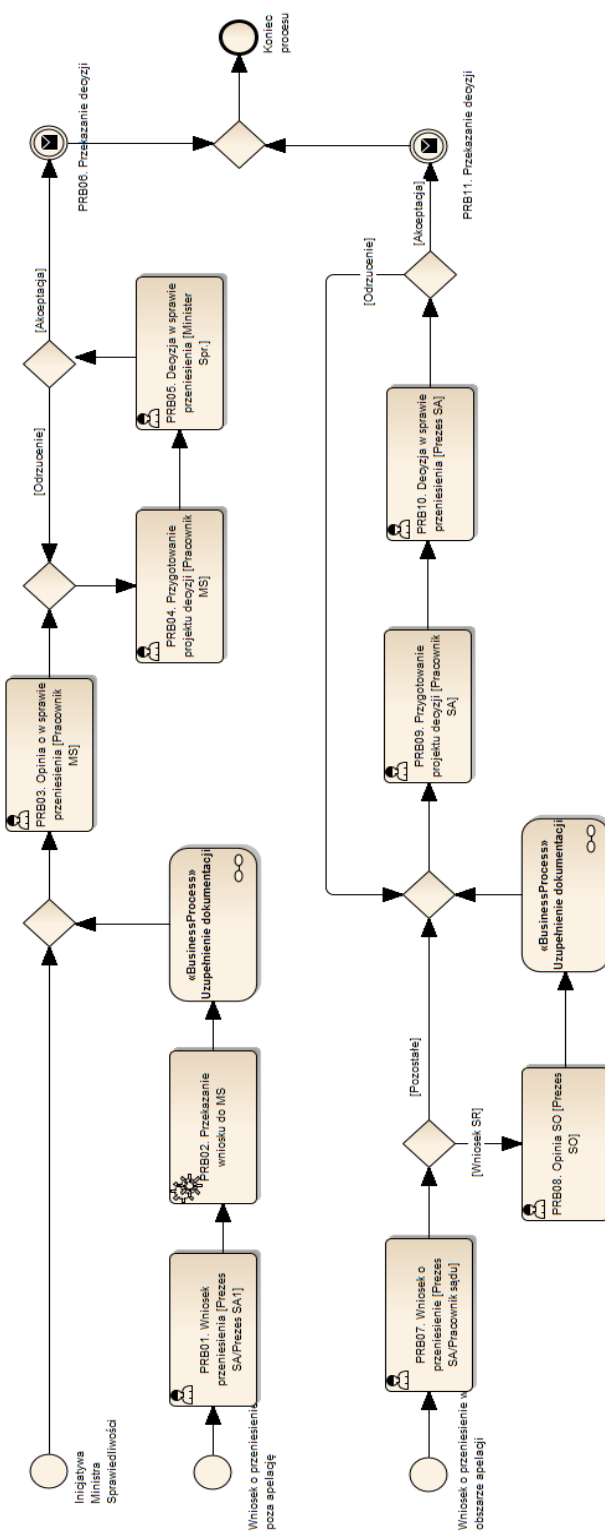 Inicjatywa
Ministra
Sprawiedliwości
Wniosek o przeniesienie
poza apelację
PRB01. Wniosek
przeniesienia [Prezes
SA/Prezes SA1]
PRB02. Przekazanie
wniosku do MS
«BusinessProcess»
Uzupełnienie dokumentacji
PRB03. Opinia o w sprawie
przeniesienia [Pracownik
MS]
[Odrzucenie]
PRB04. Przygotowanie
projektu decyzji [Pracownik
MS]
PRB05. Decyzja w sprawie
przeniesienia [Minister
Spr.]
[Akceptacja]
PRB06. Przekazanie decyzji
Koniec
procesu
Wniosek o przeniesienie w
obszarze apelacji
PRB07. Wniosek o
przeniesienie [Prezes
SA/Pracownik sądu]
[Wniosek SR]
[Pozostałe]
PRB08. Opinia SO [Prezes
SO]
«BusinessProcess»
Uzupełnienie dokumentacji
PRB09. Przygotowanie
projektu decyzji [Pracownik
SA]
PRB10. Decyzja w sprawie
przeniesienia [Prezes SA]
[Odrzucenie]
[Akceptacja]
PRB11. Przekazanie decyzji